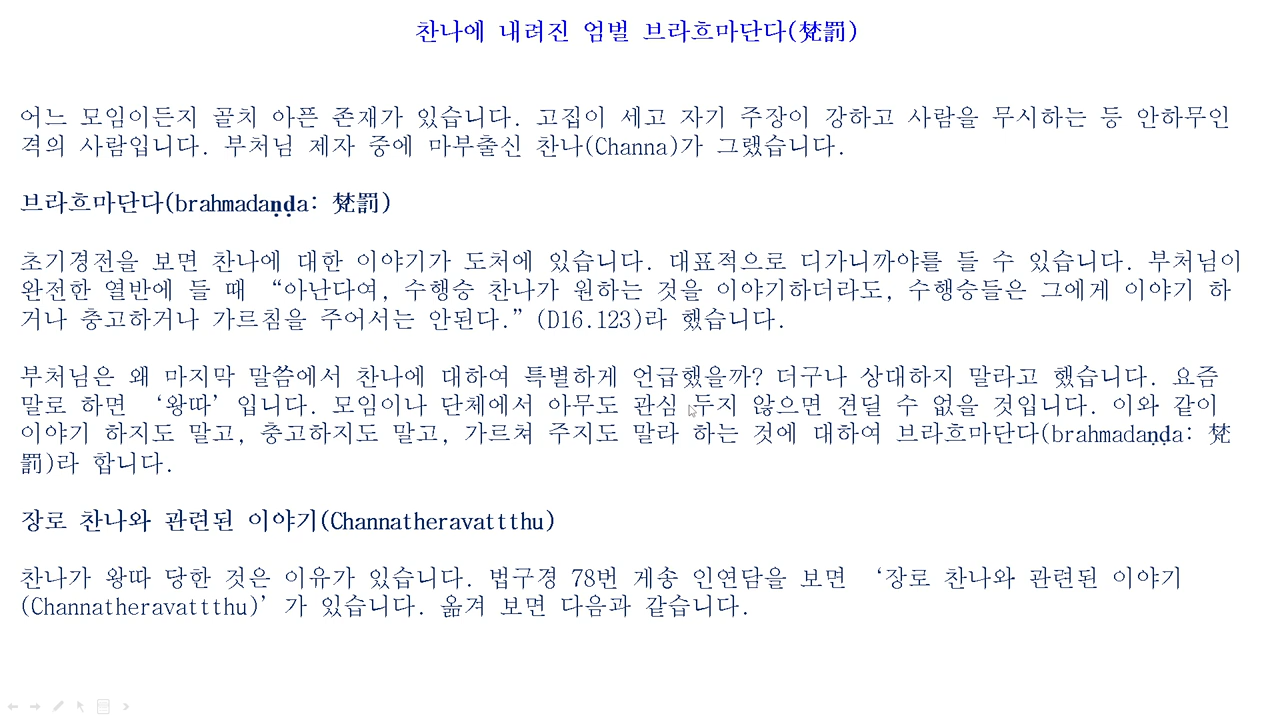 찬나에 내려진 엄벌 브라흐마단다(梵罰)
어느 모임이든지 골치 아픈 존재가 있습니다. 고집이 세고 자기 주장이 강하고 사람을 무시하는 등 안하무인
격의 사람입니다. 부처님 제자 중에 마부출신 찬나(Channa)가 그랬습니다.
브라흐마단다(brahmadaṇḍa: 梵罰)
초기경전을 보면 찬나에 대한 이야기가 도처에 있습니다. 대표적으로 디가니까야를 들 수 있습니다. 부처님이
완전한 열반에 들 때 “아난다여, 수행승 찬나가 원하는 것을 이야기하더라도, 수행승들은 그에게 이야기 하
거나 충고하거나 가르침을 주어서는 안된다.”(D16.123)라 했습니다.
부처님은 왜 마지막 말씀에서 찬나에 대하여 특별하게 언급했을까? 더구나 상대하지 말라고 했습니다. 요즘
말로 하면 ‘왕따’입니다. 모임이나 단체에서 아무도 관심 두지 않으면 견딜 수 없을 것입니다. 이와 같이
이야기 하지도 말고, 충고하지도 말고, 가르쳐 주지도 말라 하는 것에 대하여 브라흐마단다(brahmadaṇḍa: 梵
罰)라 합니다.
장로 찬나와 관련된 이야기(Channatheravattthu)
찬나가 왕따 당한 것은 이유가 있습니다. 법구경 78번 게송 인연담을 보면 ‘장로 찬나와 관련된 이야기
(Channatheravattthu)’가 있습니다. 옮겨 보면 다음과 같습니다.